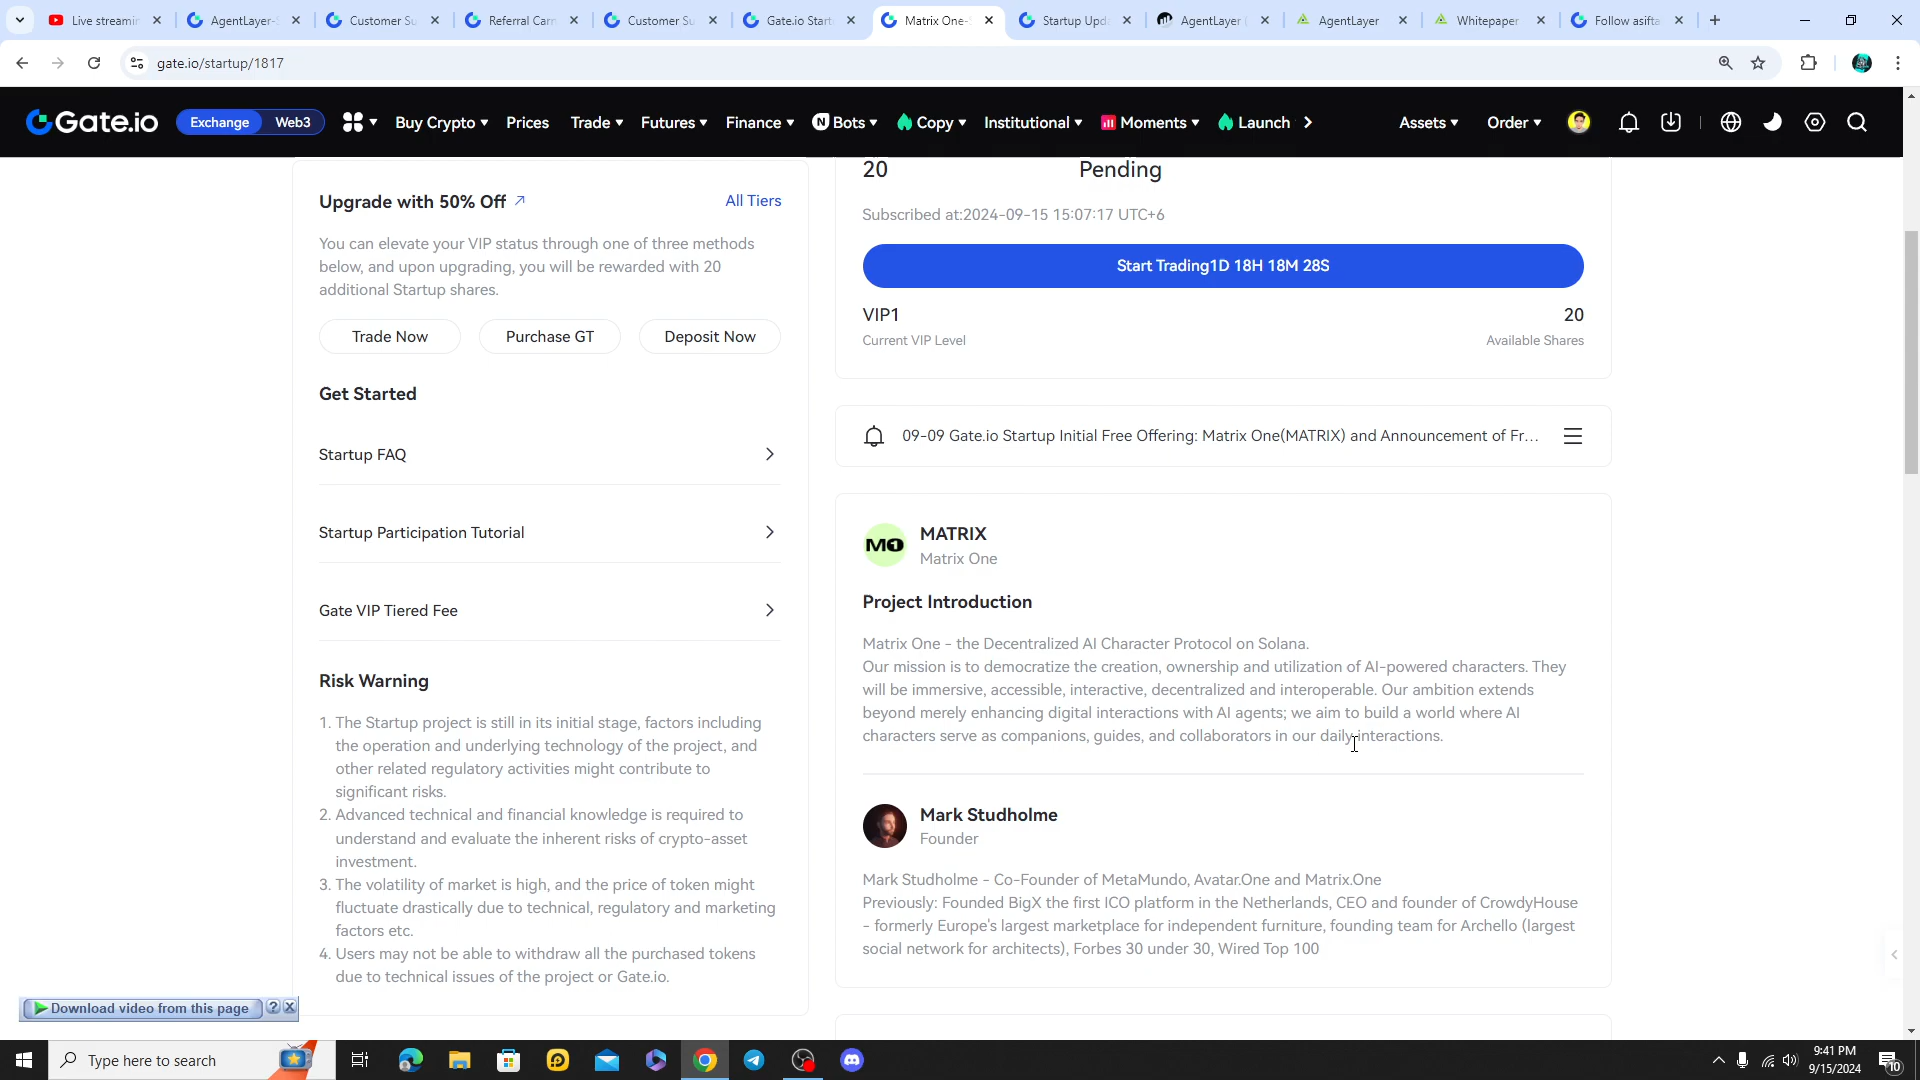 Live streamin
AgentLayer-S
Customer Su
Referral Carn
Customer Su
Gate.io Start
Matrix One-S
Startup Upda
AgentLayer (
AgentLayer
Whitepaper
Follow asifta
gate.io/startup/1817
Gate.io
Exchange
Web3
Buy Crypto
Prices
Trade
Futures
Finance
Bots
Copy
Institutional
Moments
Launch
Assets
Order
Upgrade with 50% Off
All Tiers
You can elevate your VIP status through one of three methods
below, and upon upgrading, you will be rewarded with 20
additional Startup shares.
Trade Now
Purchase GT
Deposit Now
Get Started
Startup FAQ
Startup Participation Tutorial
Gate VIP Tiered Fee
Risk Warning
1. The Startup project is still in its initial stage, factors including
the operation and underlying technology of the project, and
other related regulatory activities might contribute to
significant risks.
2. Advanced technical and financial knowledge is required to
understand and evaluate the inherent risks of crypto-asset
investment.
3. The volatility of market is high, and the price of token might
fluctuate drastically due to technical, regulatory and marketing
factors etc.
4. Users may not be able to withdraw all the purchased tokens
due to technical issues of the project or Gate.io.
20
Pending
Subscribed at:2024-09-15 15:07:17 UTC+6
Start Trading1D 18H 18M 28S
VIP1
20
Current VIP Level
Available Shares
09-09 Gate.io Startup Initial Free Offering: Matrix One(MATRIX) and Announcement of Fr...
MO
MATRIX
Matrix One
Project Introduction
Matrix One - the Decentralized AI Character Protocol on Solana.
Our mission is to democratize the creation, ownership and utilization of AI-powered characters. They
will be immersive, accessible, interactive, decentralized and interoperable. Our ambition extends
beyond merely enhancing digital interactions with AI agents; we aim to build a world where AI
characters serve as companions, guides, and collaborators in our daily interactions.
Mark Studholme
Founder
Mark Studholme - Co-Founder of MetaMundo, Avatar.One and Matrix.One
Previously: Founded BigX the first ICO platform in the Netherlands, CEO and founder of CrowdyHouse
- formerly Europe's largest marketplace for independent furniture, founding team for Archello (largest
social network for architects), Forbes 30 under 30, Wired Top 100
Download video from this page
?
Type here to search
9:41 PM
9/15/2024
10